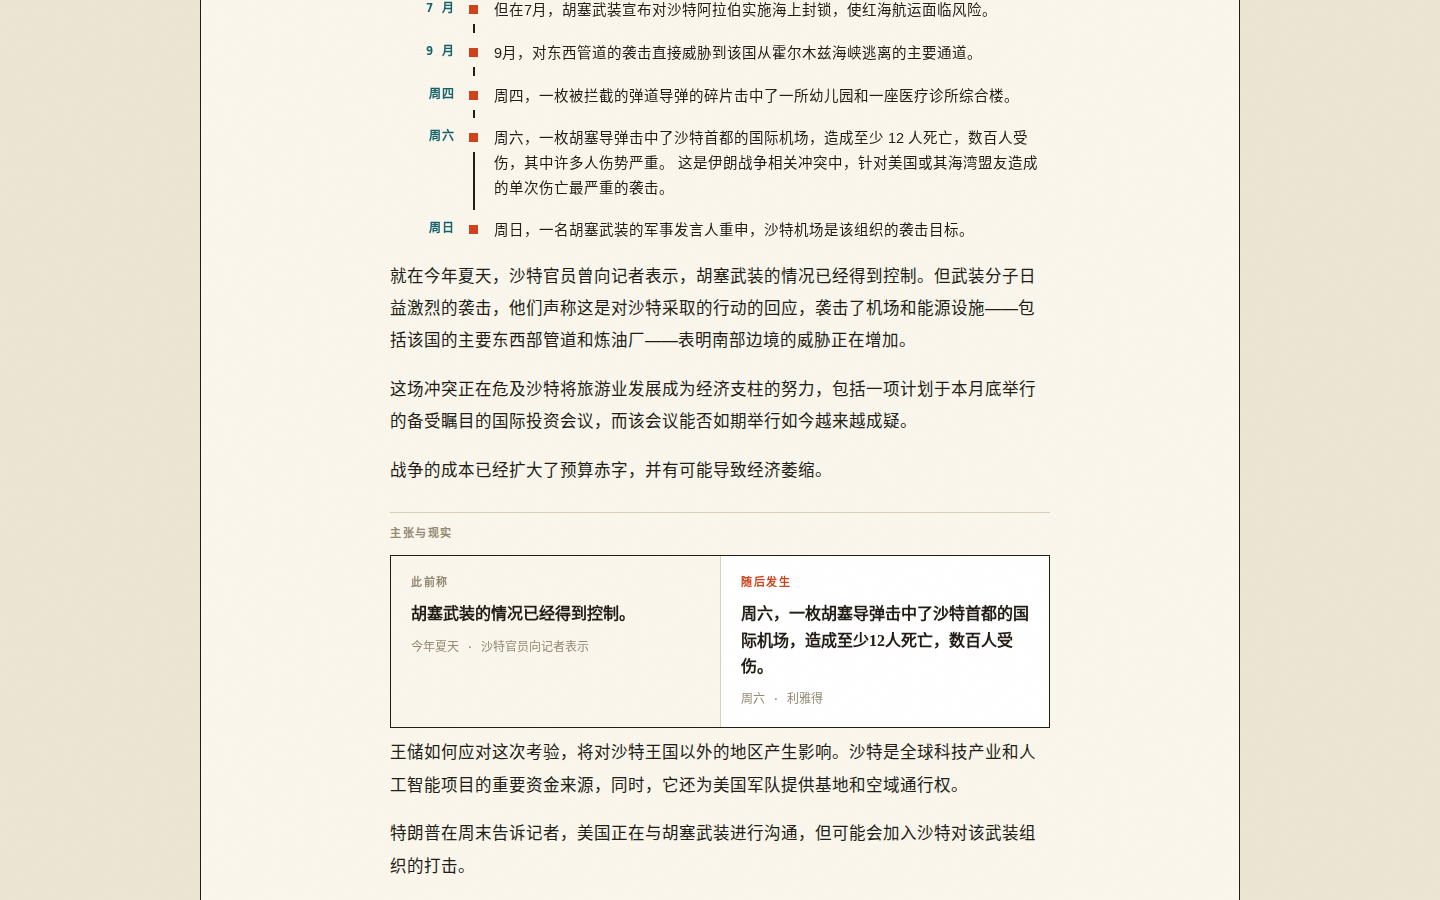 7 月
但在7月，胡塞武装宣布对沙特阿拉伯实施海上封锁，使红海航运面临风险。
9 月
9月，对东西管道的袭击直接威胁到该国从霍尔木兹海峡逃离的主要通道。
周四
周四，一枚被拦截的弹道导弹的碎片击中了一所幼儿园和一座医疗诊所综合楼。
周六
周六，一枚胡塞导弹击中了沙特首都的国际机场，造成至少 12 人死亡，数百人受
伤，其中许多人伤势严重。 这是伊朗战争相关冲突中，针对美国或其海湾盟友造成
的单次伤亡最严重的袭击。
周日
周日，一名胡塞武装的军事发言人重申，沙特机场是该组织的袭击目标。
就在今年夏天，沙特官员曾向记者表示，胡塞武装的情况已经得到控制。但武装分子日
益激烈的袭击，他们声称这是对沙特采取的行动的回应，袭击了机场和能源设施——包
括该国的主要东西部管道和炼油厂——表明南部边境的威胁正在增加。
这场冲突正在危及沙特将旅游业发展成为经济支柱的努力，包括一项计划于本月底举行
的备受瞩目的国际投资会议，而该会议能否如期举行如今越来越成疑。
战争的成本已经扩大了预算赤字，并有可能导致经济萎缩。
主张与现实
此前称
胡塞武装的情况已经得到控制。
今年夏天 · 沙特官员向记者表示
随后发生
周六，一枚胡塞导弹击中了沙特首都的国
际机场，造成至少12人死亡，数百人受
伤。
周六 · 利雅得
王储如何应对这次考验，将对沙特王国以外的地区产生影响。沙特是全球科技产业和人
工智能项目的重要资金来源，同时，它还为美国军队提供基地和空域通行权。
特朗普在周末告诉记者，美国正在与胡塞武装进行沟通，但可能会加入沙特对该武装组
织的打击。